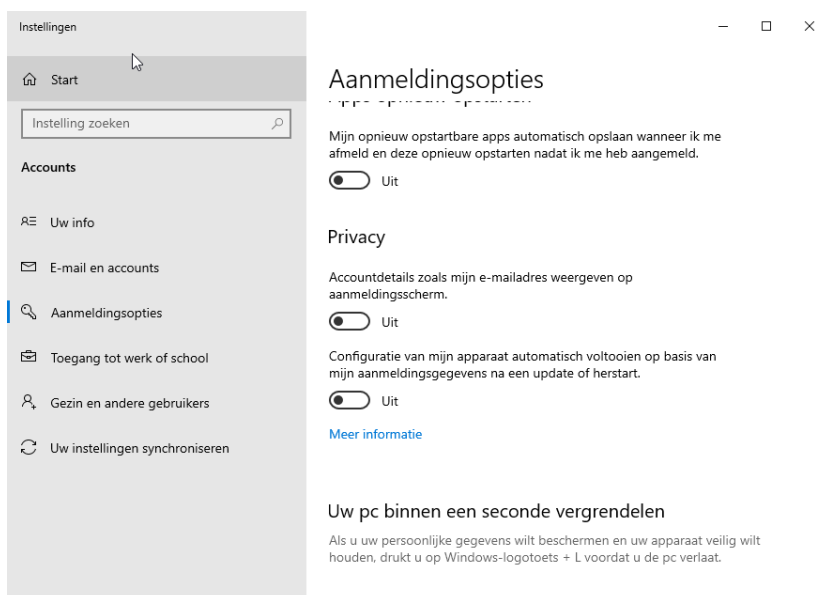 Instellingen
Start
Instelling zoeken
Accounts
Uw info
E-mail en accounts
Aanmeldingsopties
Toegang tot werk of school
Gezin en andere gebruikers
Uw instellingen synchroniseren
Aanmeldingsopties
Apps opnieuw opstarten
Mijn opnieuw opstartbare apps automatisch opslaan wanneer ik me
afmeld en deze opnieuw opstarten nadat ik me heb aangemeld.
Uit
Privacy
Accountdetails zoals mijn e-mailadres weergeven op
aanmeldingsscherm.
Uit
Configuratie van mijn apparaat automatisch voltooien op basis van
mijn aanmeldingsgegevens na een update of herstart.
Uit
Meer informatie
Uw pc binnen een seconde vergrendelen
Als u uw persoonlijke gegevens wilt beschermen en uw apparaat veilig wilt
houden, drukt u op Windows-logotoets + L voordat u de pc verlaat.